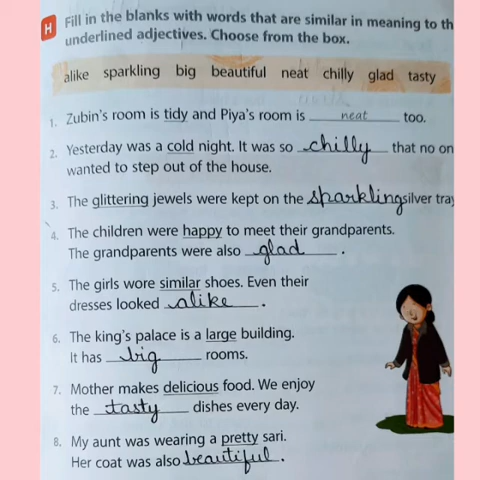 H Fill in the blanks with words that are similar in meaning to th
underlined adjectives. Choose from the box.
alike sparkling big beautiful neat chilly glad tasty
1. Zubin's room is tidy and Piya's room is neat too.
2. Yesterday was a cold night. It was so chilly that no on
wanted to step out of the house.
3. The glittering jewels were kept on the sparkling silver tray
4. The children were happy to meet their grandparents.
The grandparents were also glad.
5. The girls wore similar shoes. Even their
dresses looked alike.
6. The king's palace is a large building.
It has big rooms.
7. Mother makes delicious food. We enjoy
the tasty dishes every day.
8. My aunt was wearing a pretty sari.
Her coat was also beautiful.